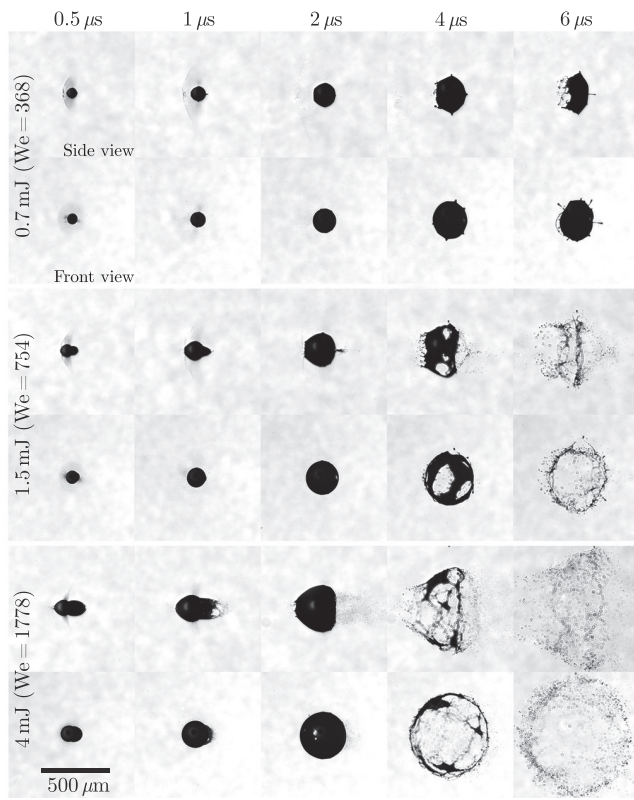 0.5 μs 1 μs 2 μs 4 μs 6 μs
0.7 mJ (We = 368)
Side view
Front view
1.5 mJ (We = 754)
4 mJ (We = 1778)
500 μm